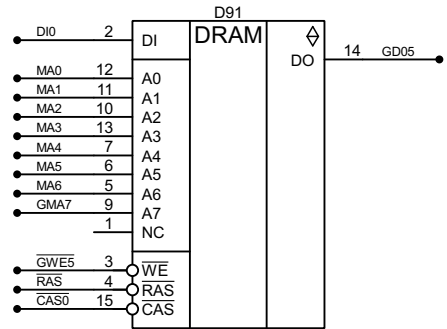 D91
DI0 2 DI DRAM
DO 14 GD05
MA0 12 A0
MA1 11 A1
MA2 10 A2
MA3 13 A3
MA4 7 A4
MA5 6 A5
MA6 5 A6
GMA7 9 A7
1 NC
GWE5 3 WE
RAS 4 RAS
CAS0 15 CAS